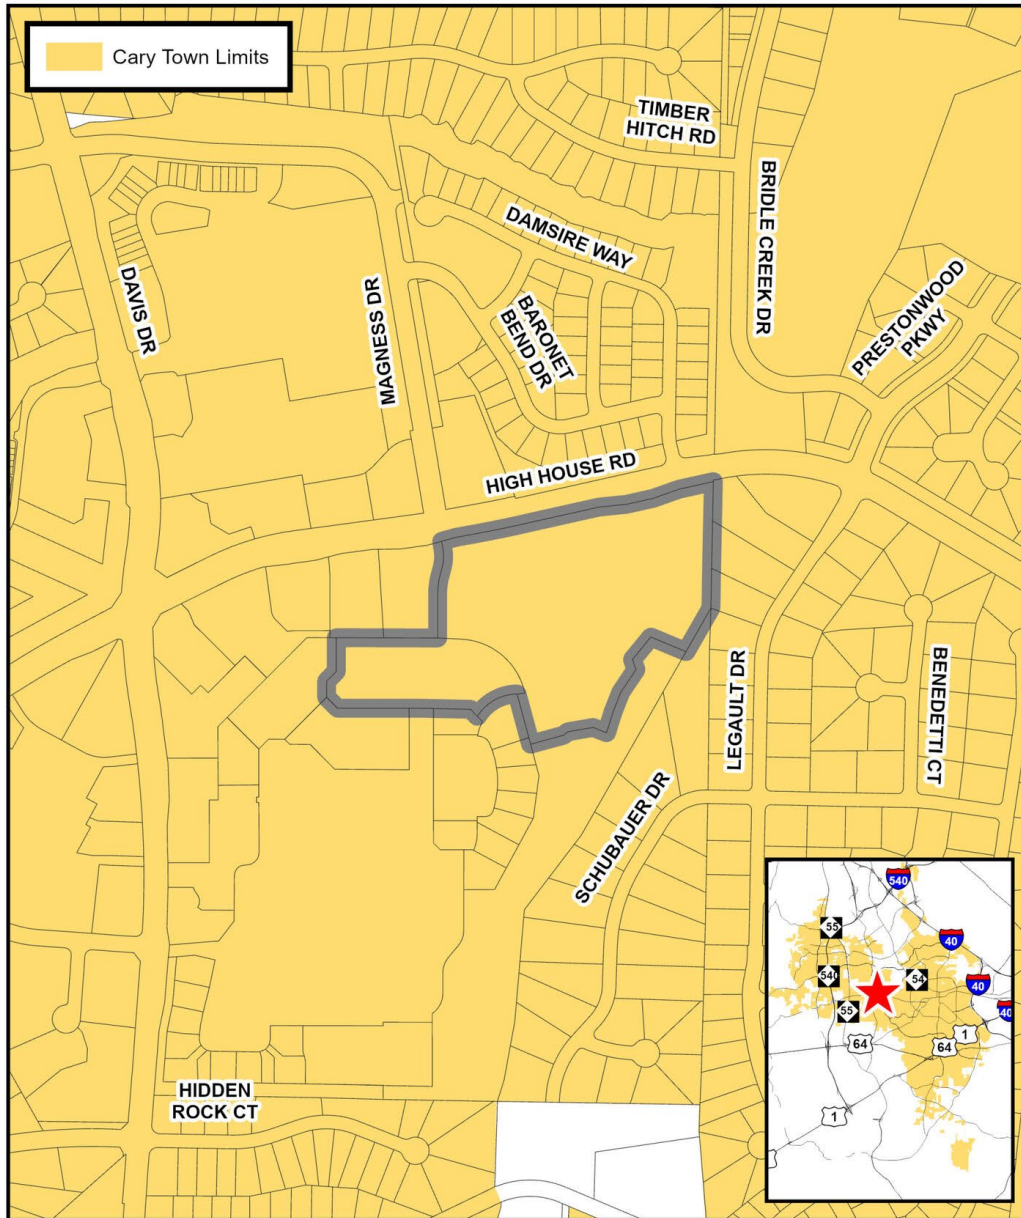 Cary Town Limits
TIMBER
HITCH RD
BRIDLE CREEK DR
DAMSIRE WAY
DAVIS DR
MAGNESS DR
BARONET
BEND DR
PRESTONWOOD
PKWY
HIGH HOUSE RD
LEGAULT DR
BENEDETTI CT
SCHUBAUER DR
HIDDEN
ROCK CT
540
55
40
540
54
40
55
40
1
64
64
1